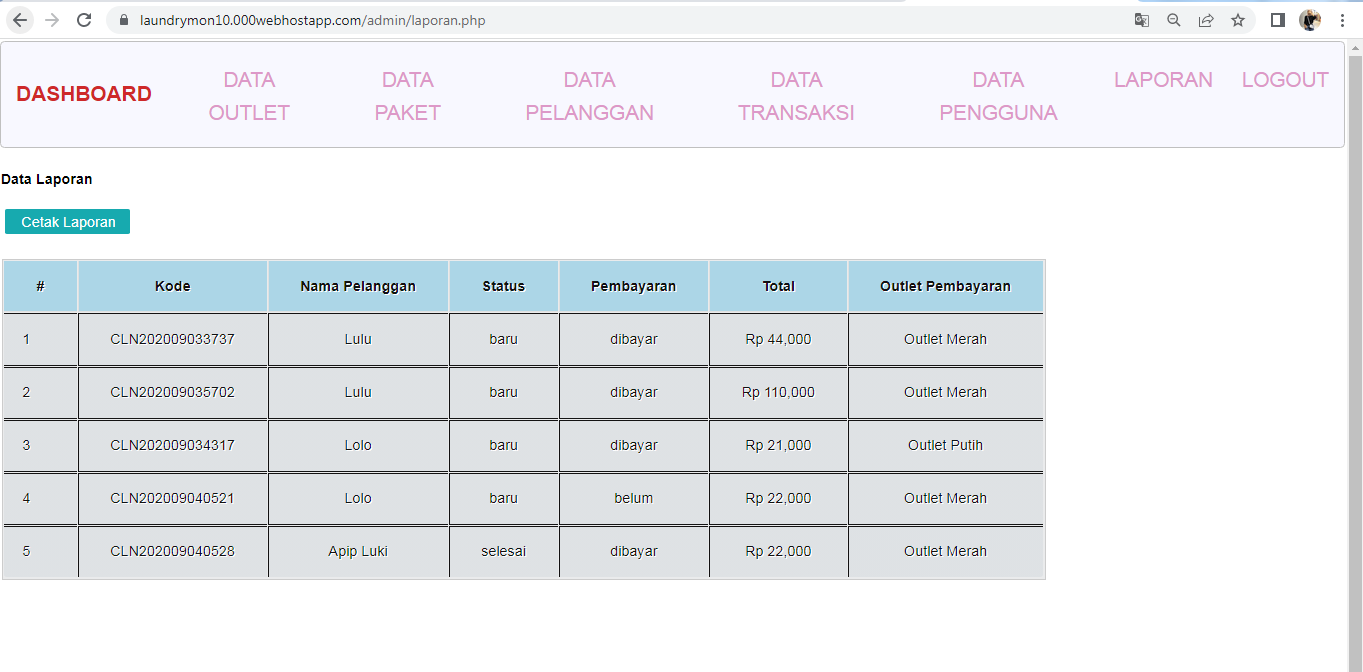 laundrymon10.000webhostapp.com/admin/laporan.php
DASHBOARD DATA OUTLET DATA PAKET DATA PELANGGAN DATA TRANSAKSI DATA PENGGUNA LAPORAN LOGOUT
Data Laporan
Cetak Laporan
# Kode Nama Pelanggan Status Pembayaran Total Outlet Pembayaran
1 CLN202009033737 Lulu baru dibayar Rp 44,000 Outlet Merah
2 CLN202009035702 Lulu baru dibayar Rp 110,000 Outlet Merah
3 CLN202009034317 Lolo baru dibayar Rp 21,000 Outlet Putih
4 CLN202009040521 Lolo baru belum Rp 22,000 Outlet Merah
5 CLN202009040528 Apip Luki selesai dibayar Rp 22,000 Outlet Merah